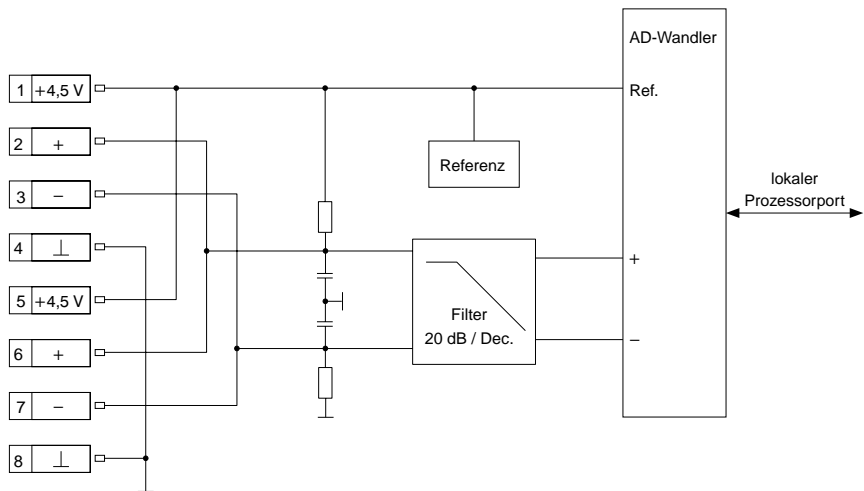 AD-Wandler
1 +4,5 V
Ref.
2 +
Referenz
3 −
lokaler
Prozessorport
4 ⊥
+
5 +4,5 V
Filter
20 dB / Dec.
−
6 +
7 −
8 ⊥